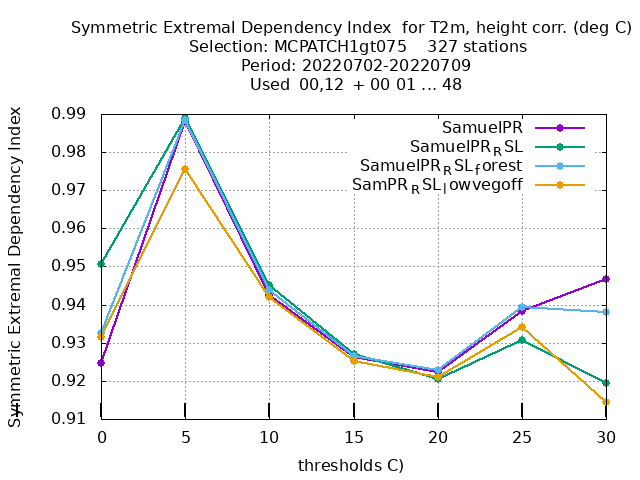 Symmetric Extremal Dependency Index  for T2m, height corr. (deg C)
Selection: MCPATCH1gt075    327 stations
Period: 20220702-20220709
Used  00,12  + 00 01 ... 48
Symmetric Extremal Dependency Index
0.99
0.98
0.97
0.96
0.95
0.94
0.93
0.92
0.91
SamuelPR
SamuelPR_RSL
SamuelPR_RSL_forest
SamPR_RSL_lowvegoff
0 5 10 15 20 25 30
thresholds C)